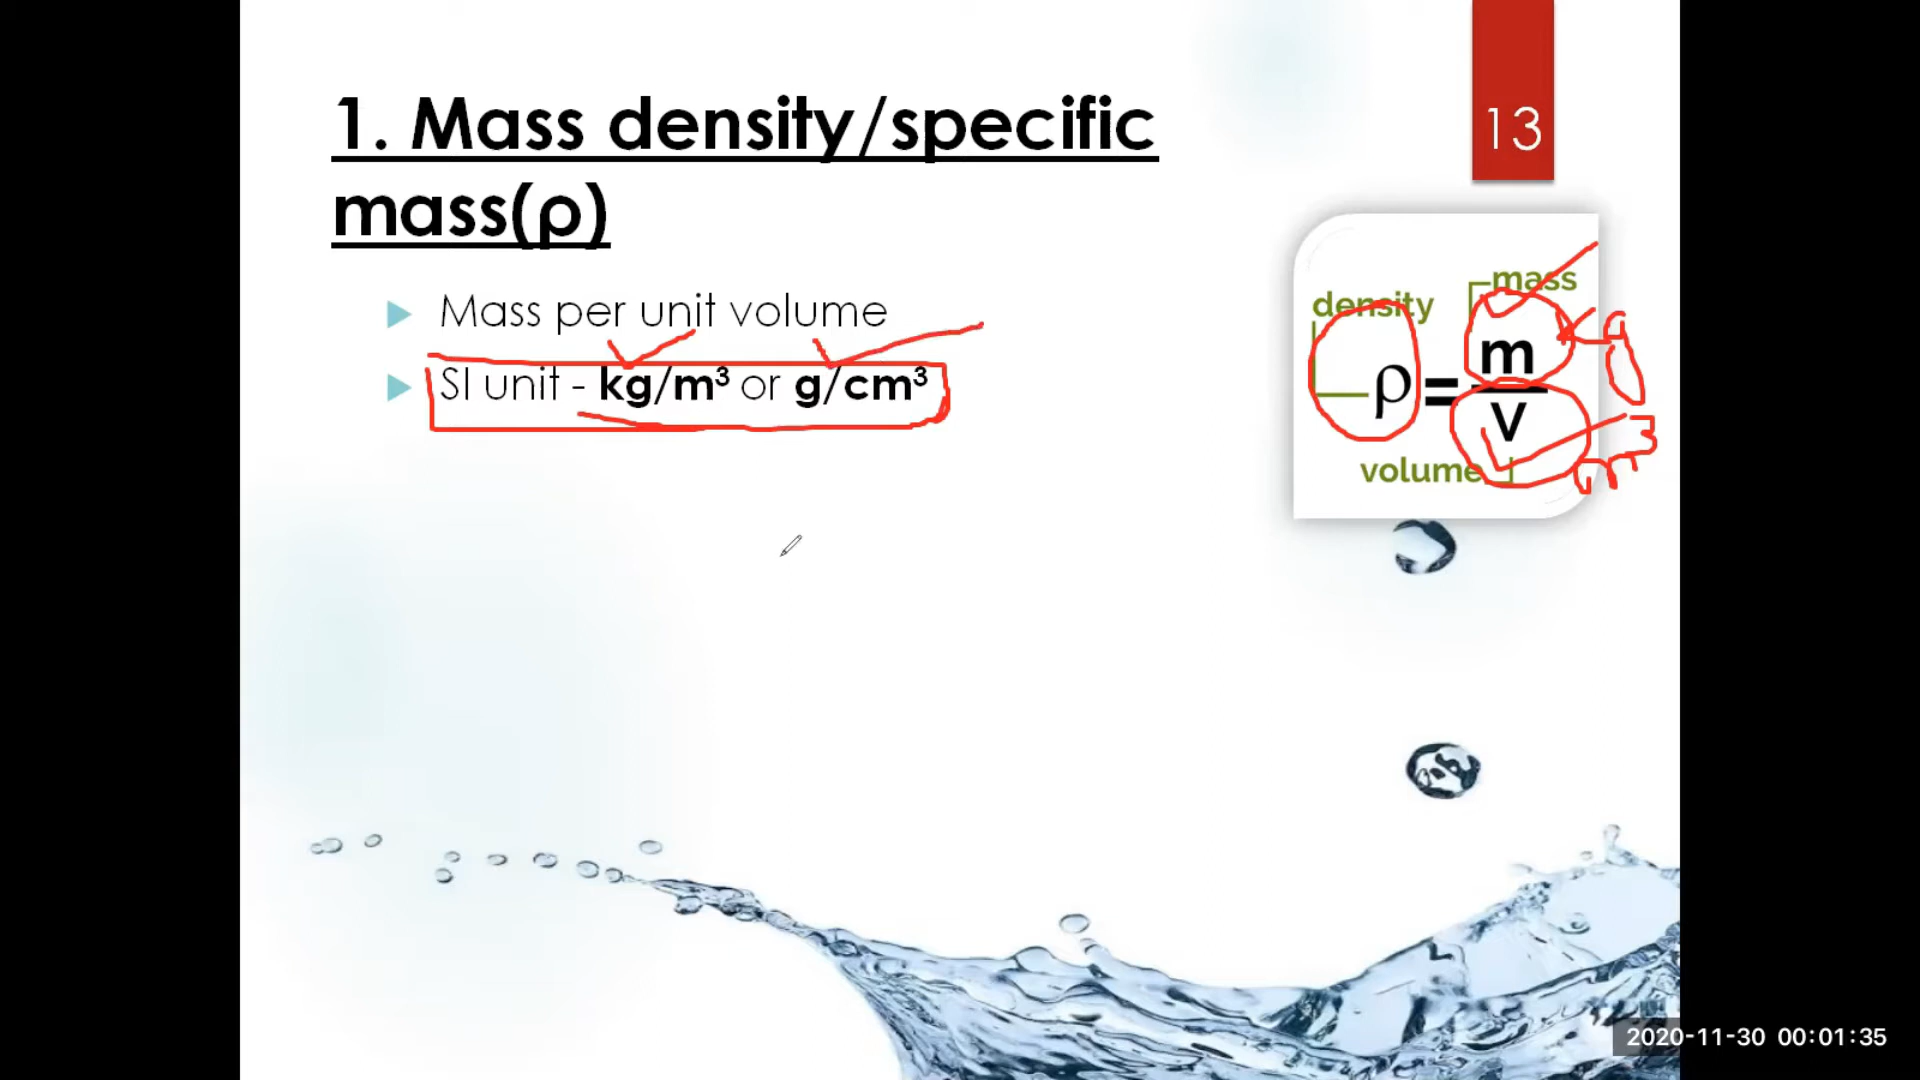 1. Mass density/specific
mass(ρ)
13
Mass per unit volume
SI unit - kg/m³ or g/cm³
density
mass
ρ = m
V
volume
2020-11-30 00:01:35